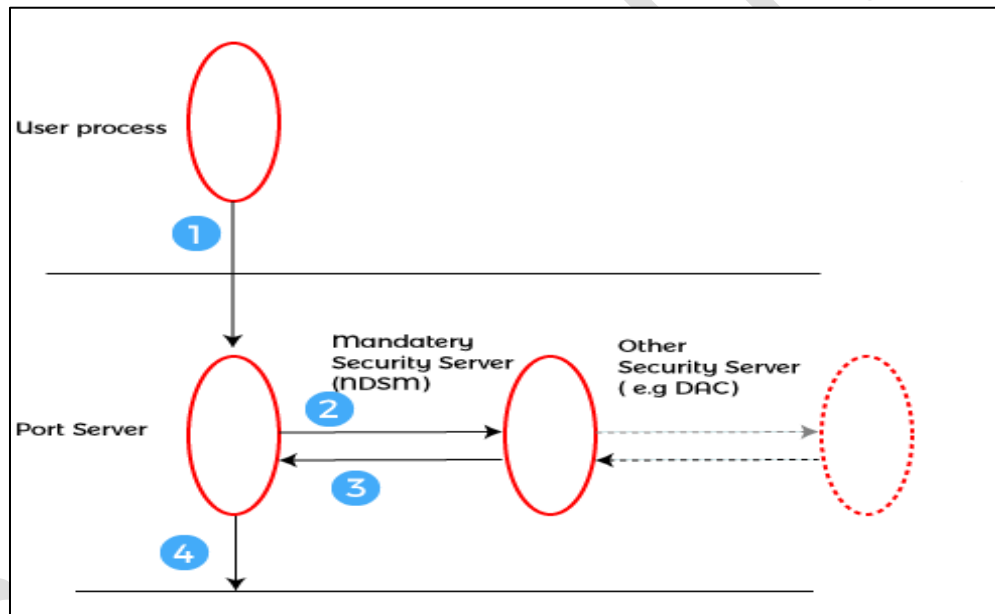 User process
1
Mandatery
Security Server
(NDSM)
Other
Security Server
( e.g DAC)
2
Port Server
3
4